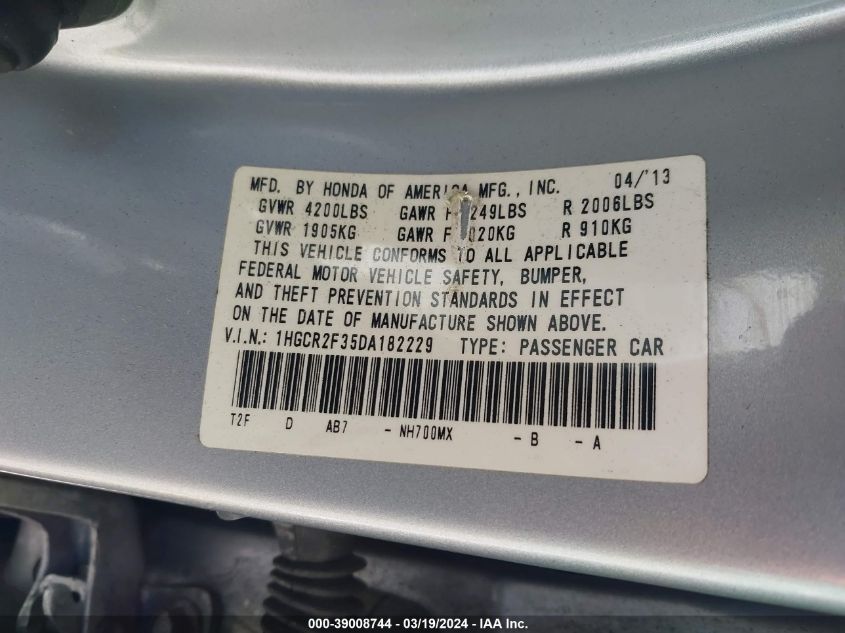 MFD. BY HONDA OF AMERICA MFG., INC. 04/'13
GVWR 4200LBS GAWR F 249LBS R 2006LBS
GVWR 1905KG GAWR F 020KG R 910KG
THIS VEHICLE CONFORMS TO ALL APPLICABLE
FEDERAL MOTOR VEHICLE SAFETY, BUMPER,
AND THEFT PREVENTION STANDARDS IN EFFECT
ON THE DATE OF MANUFACTURE SHOWN ABOVE.
V.I.N.: 1HGCR2F35DA182229 TYPE: PASSENGER CAR
T2F D AB7 - NH700MX - B - A
000-39008744 - 03/19/2024 - IAA Inc.